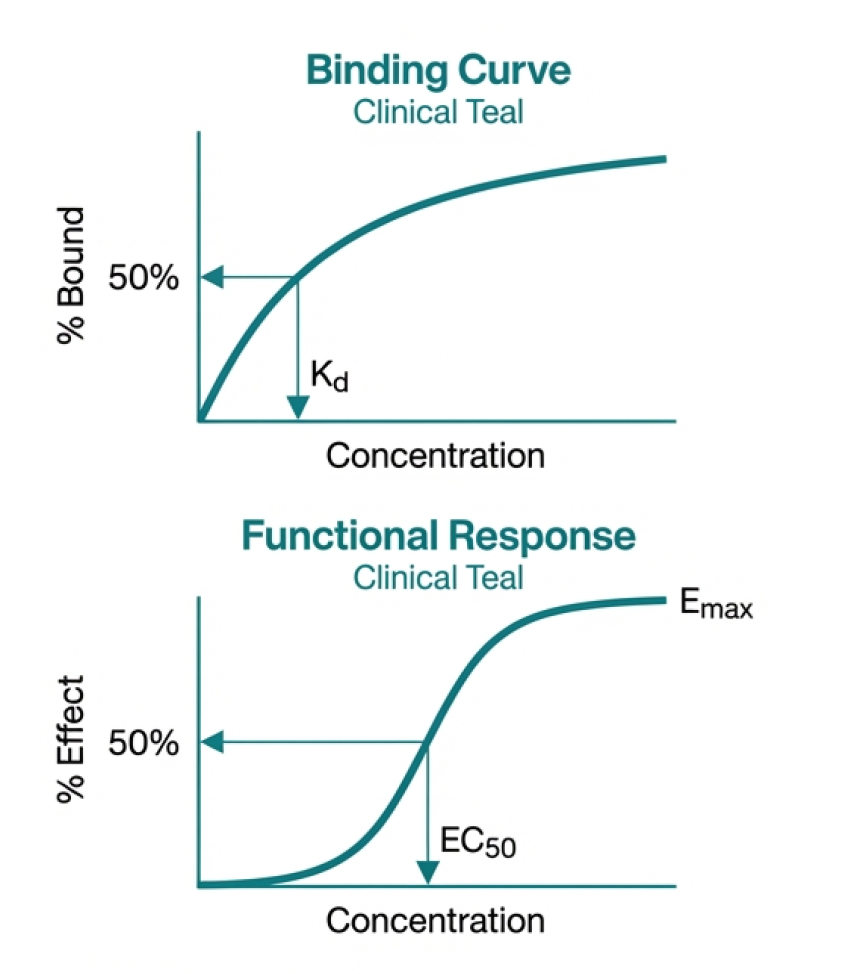 Binding Curve
Clinical Teal
% Bound
50%
Kd
Concentration
Functional Response
Clinical Teal
Emax
% Effect
50%
EC50
Concentration